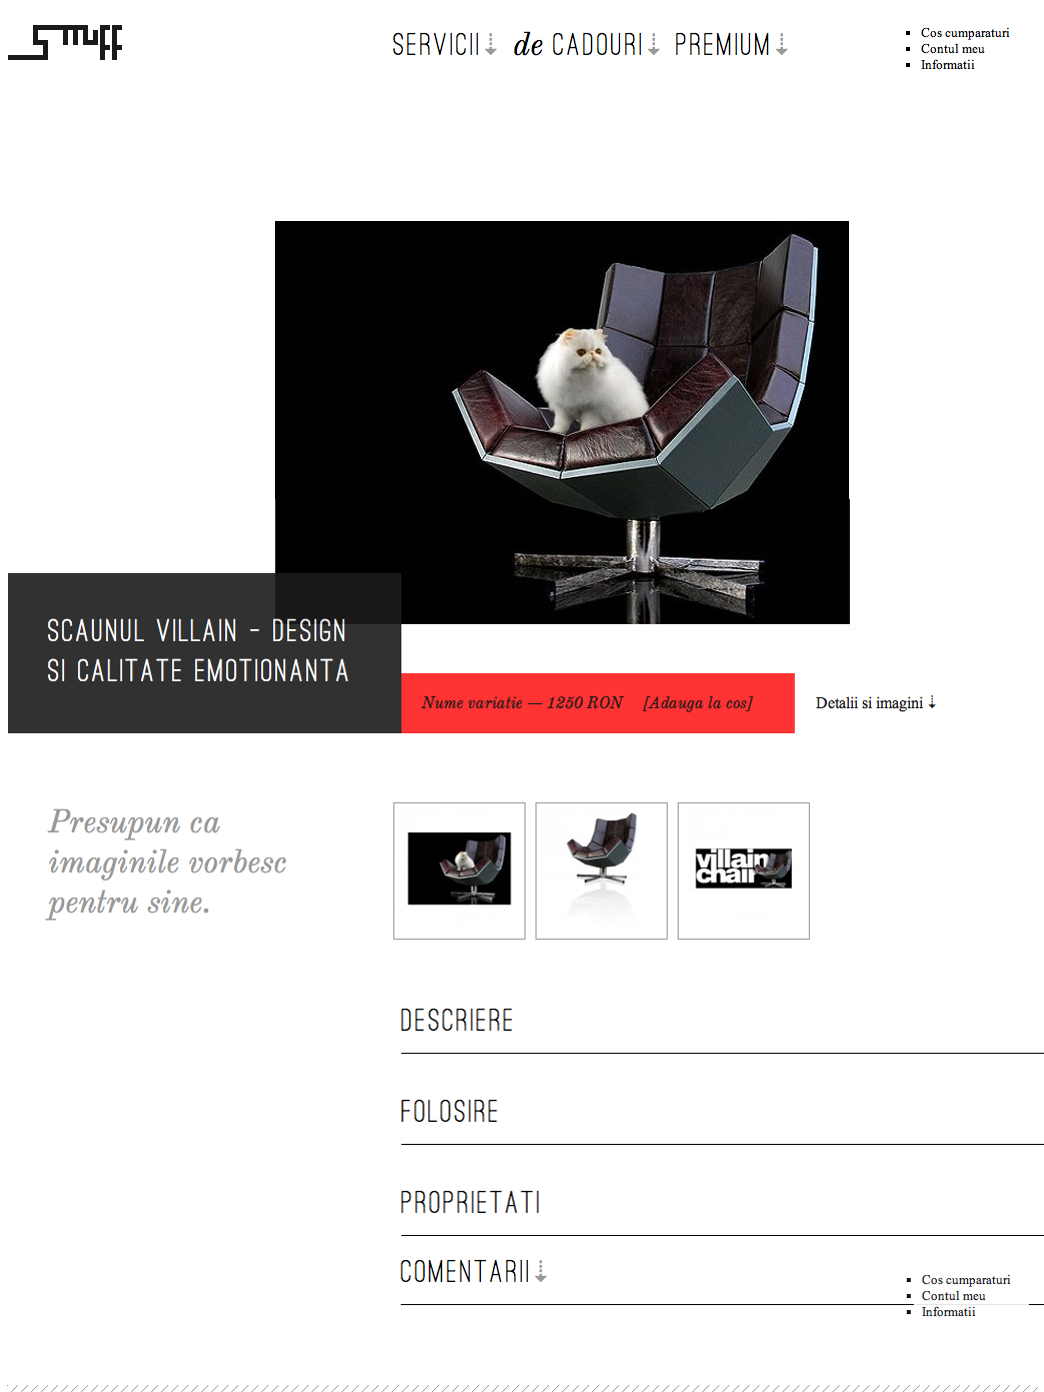 Stuff
SERVICII de CADOURI PREMIUM
Cos cumparaturi
Contul meu
Informatii
SCAUNUL VILLAIN - DESIGN
SI CALITATE EMOTIONANTA
Nume variatie — 1250 RON [Adauga la cos]
Detalii si imagini
Presupun ca
imaginile vorbesc
pentru sine.
villain
chair
DESCRIERE
FOLOSIRE
PROPRIETATI
COMENTARII
Cos cumparaturi
Contul meu
Informatii